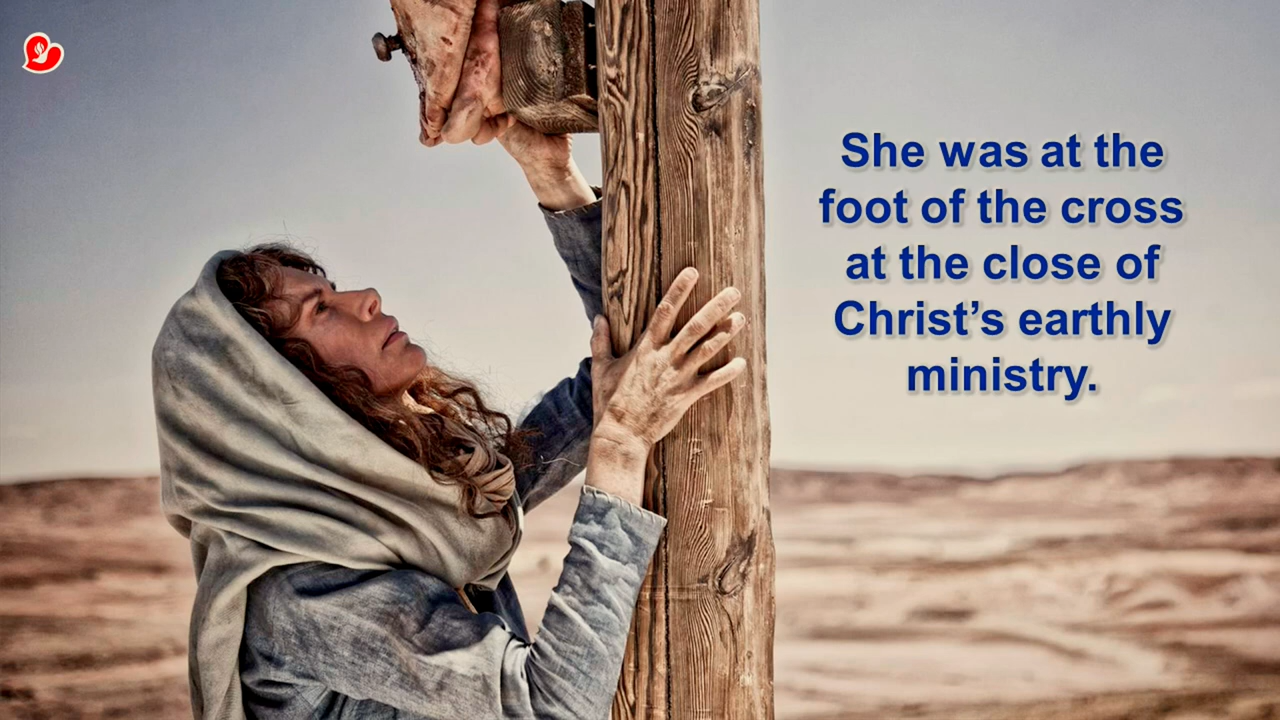 She was at the
foot of the cross
at the close of
Christ’s earthly
ministry.